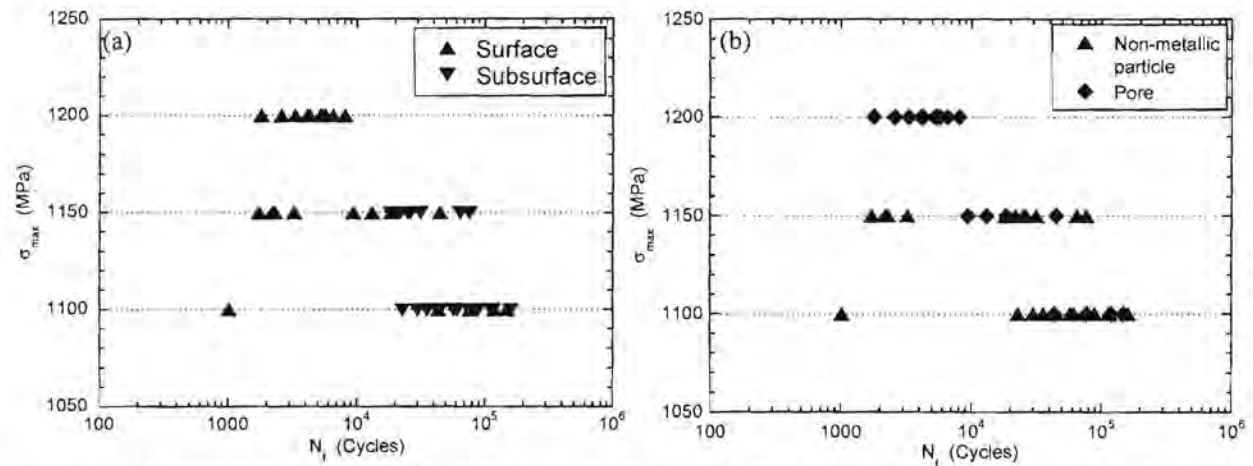 (a)
Surface
Subsurface
1250
1200
1150
1100
1050
σmax (MPa)
100
1000
10⁴
10⁵
10⁶
Nf (Cycles)
(b)
Non-metallic
particle
Pore
1250
1200
1150
1100
1050
σmax (MPa)
100
1000
10⁴
10⁵
10⁶
Nf (Cycles)